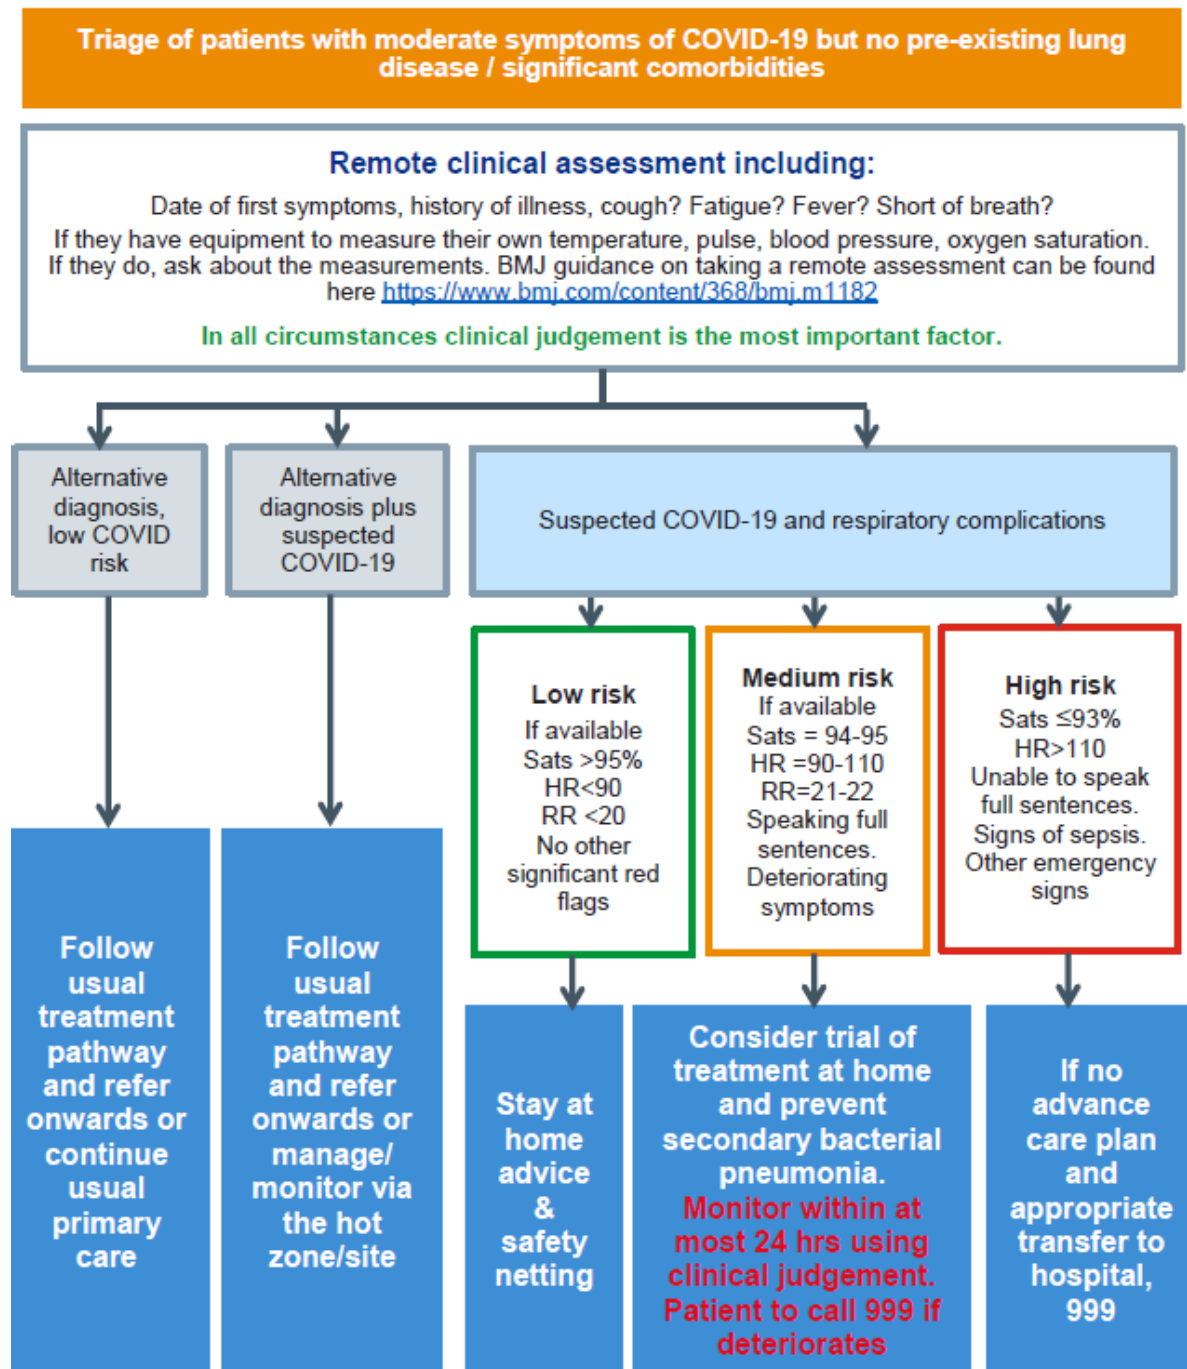 Triage of patients with moderate symptoms of COVID-19 but no pre-existing lung
disease / significant comorbidities
Remote clinical assessment including:
Date of first symptoms, history of illness, cough? Fatigue? Fever? Short of breath?
If they have equipment to measure their own temperature, pulse, blood pressure, oxygen saturation.
If they do, ask about the measurements. BMJ guidance on taking a remote assessment can be found
here https://www.bmj.com/content/368/bmj.m1182
In all circumstances clinical judgement is the most important factor.
Alternative
diagnosis,
low COVID
risk
Alternative
diagnosis plus
suspected
COVID-19
Suspected COVID-19 and respiratory complications
Low risk
If available
Sats >95%
HR<90
RR <20
No other
significant red
flags
Medium risk
If available
Sats = 94-95
HR =90-110
RR=21-22
Speaking full
sentences.
Deteriorating
symptoms
High risk
Sats ≤93%
HR>110
Unable to speak
full sentences.
Signs of sepsis.
Other emergency
signs
Follow
usual
treatment
pathway
and refer
onwards or
continue
usual
primary
care
Follow
usual
treatment
pathway
and refer
onwards or
manage/
monitor via
the hot
zone/site
Stay at
home
advice
&
safety
netting
Consider trial of
treatment at home
and prevent
secondary bacterial
pneumonia.
Monitor within at
most 24 hrs using
clinical judgement.
Patient to call 999 if
deteriorates
If no
advance
care plan
and
appropriate
transfer to
hospital,
999